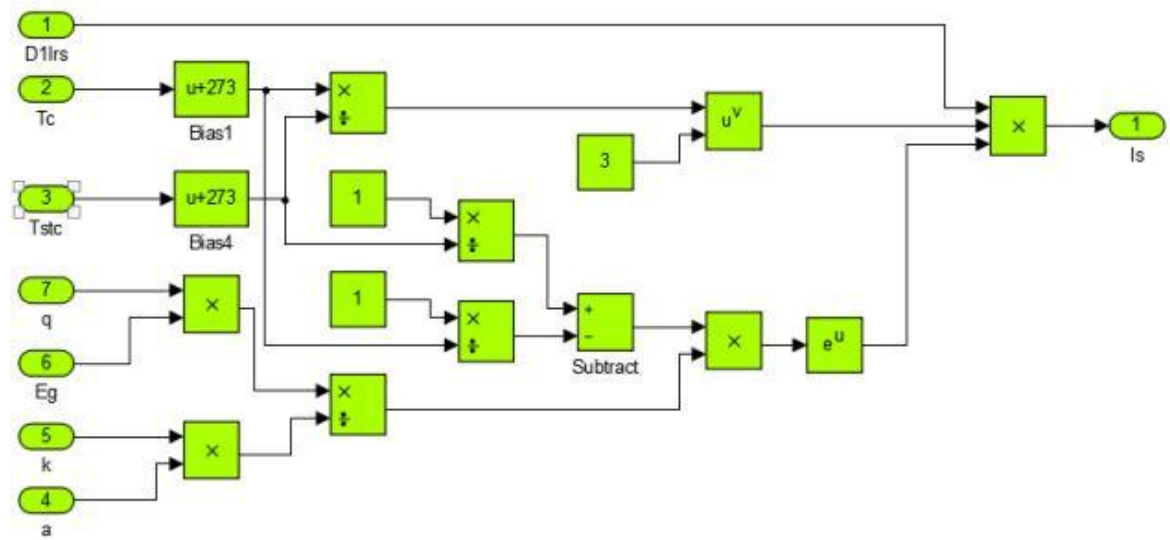 1
D1Irs
2
Tc
u+273
Bias1
×
÷
u^v
3
×
1
Is
3
Tstc
u+273
Bias4
1
×
÷
7
q
×
1
×
÷
+
−
Subtract
×
e^u
6
Eg
×
÷
5
k
×
4
a